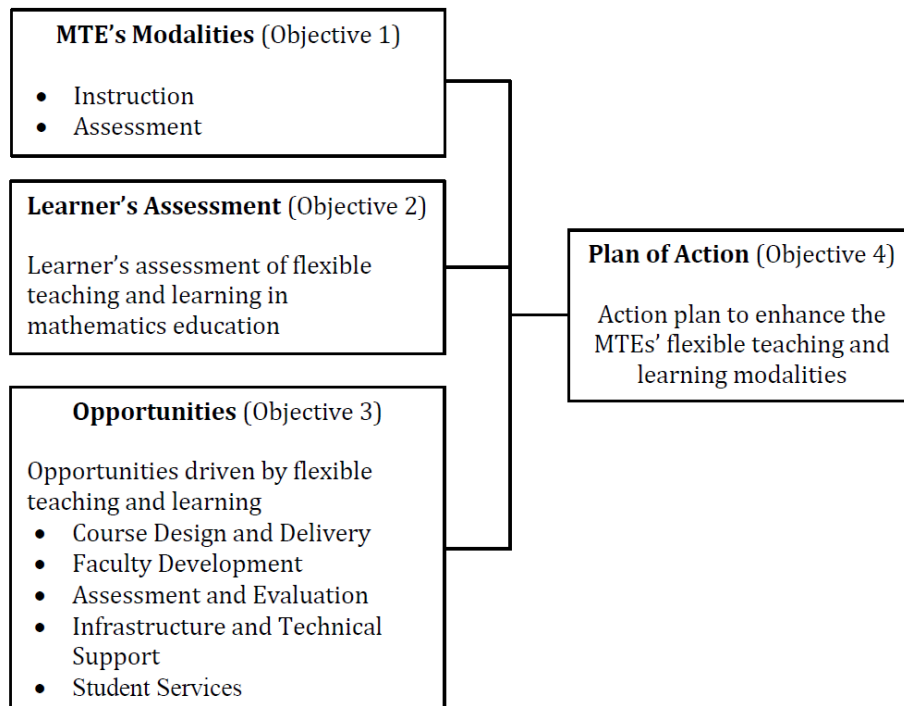 MTE’s Modalities (Objective 1)
• Instruction
• Assessment
Learner’s Assessment (Objective 2)
Learner’s assessment of flexible
teaching and learning in
mathematics education
Opportunities (Objective 3)
Opportunities driven by flexible
teaching and learning
• Course Design and Delivery
• Faculty Development
• Assessment and Evaluation
• Infrastructure and Technical
Support
• Student Services
Plan of Action (Objective 4)
Action plan to enhance the
MTEs’ flexible teaching and
learning modalities